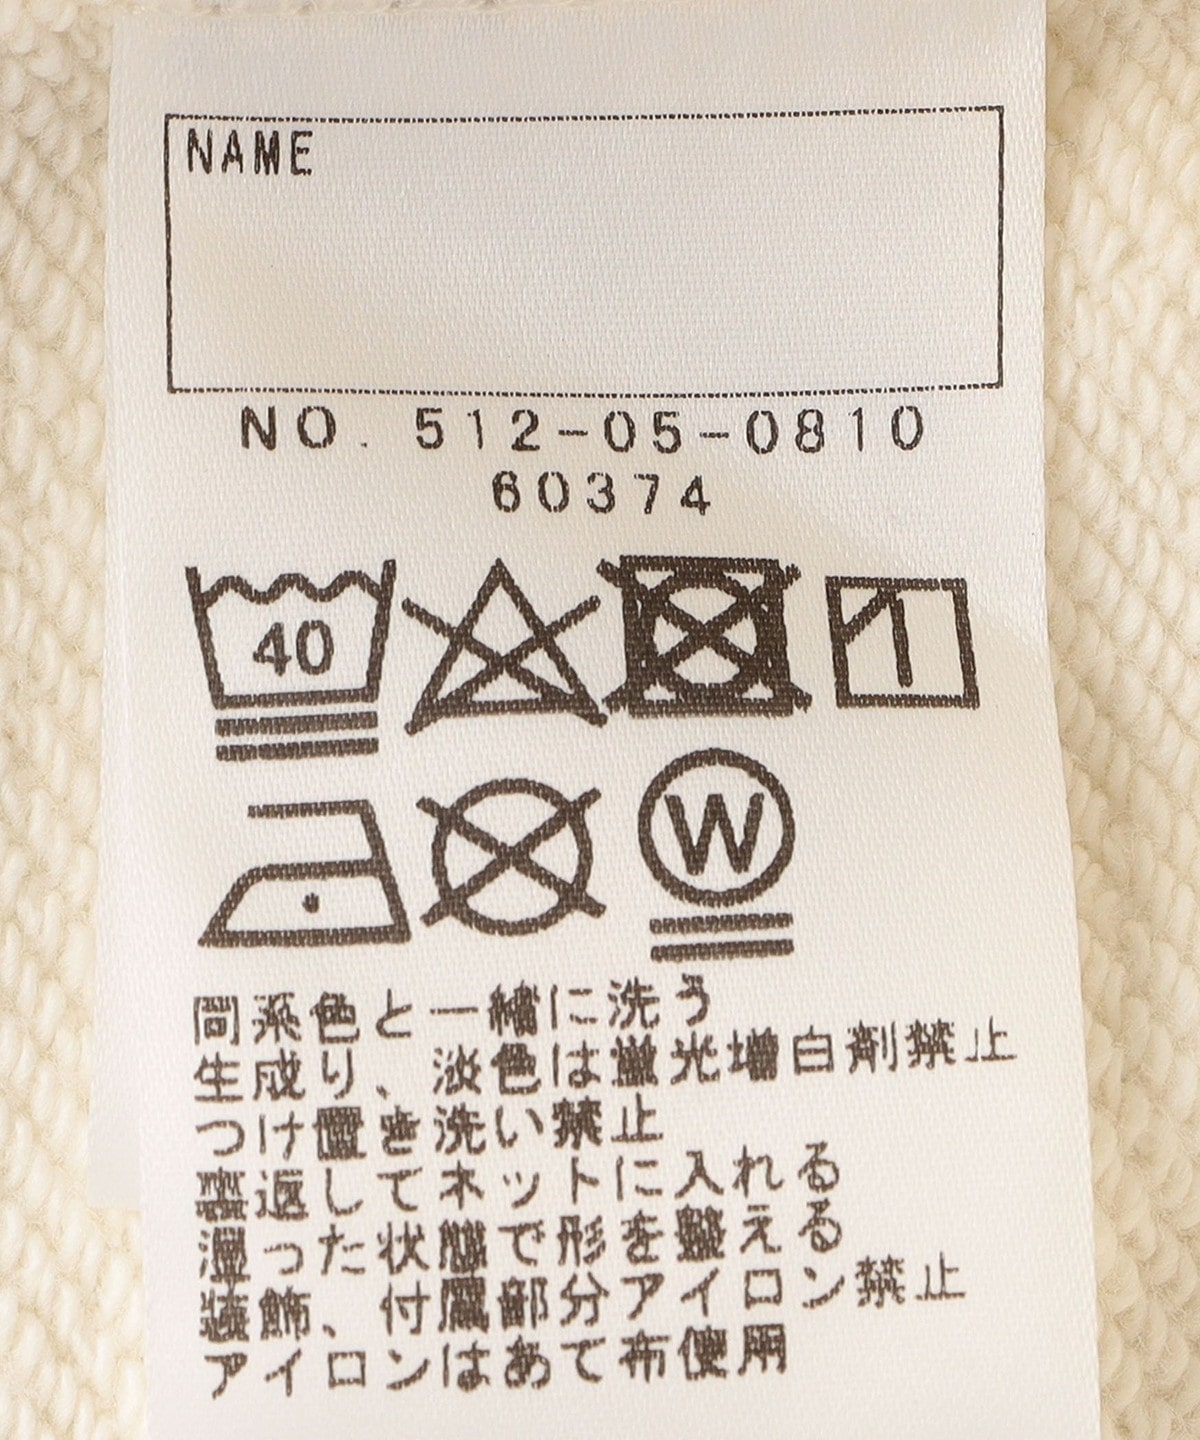 NAME
NO. 512-05-0810
60374
40
W
同系色と一緒に洗う
生成り、淡色は蛍光増白剤禁止
つけ置き洗い禁止
裏返してネットに入れる
湿った状態で形を整える
装飾、付属部分アイロン禁止
アイロンはあて布使用